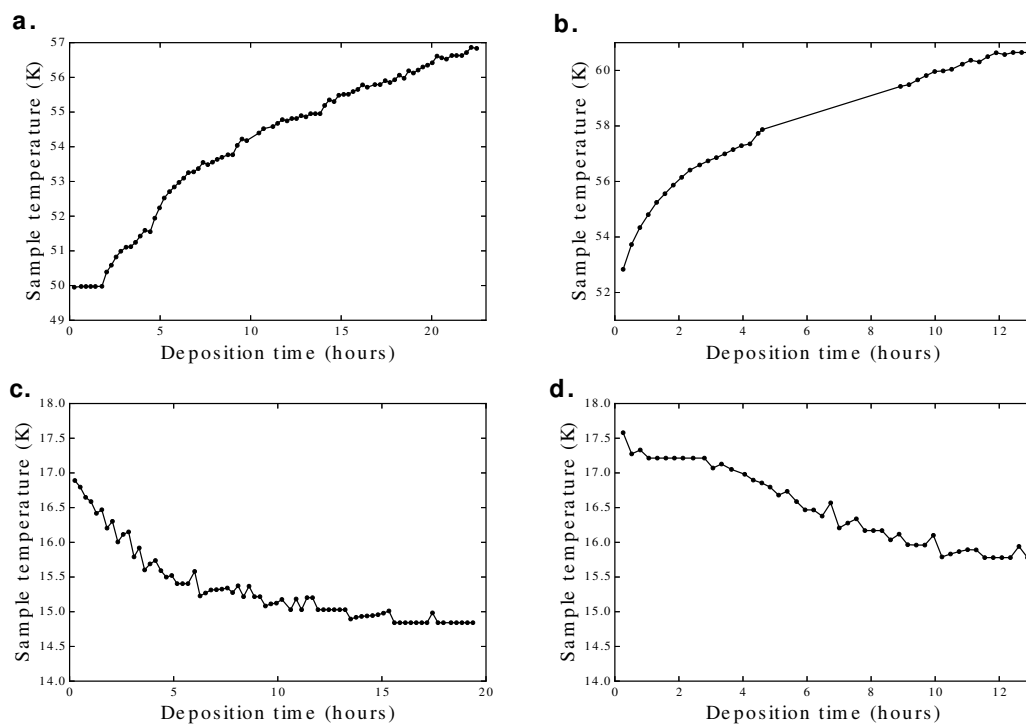 a.
57
56
55
54
53
52
51
50
49
Sample temperature (K)
0 5 10 15 20
Deposition time (hours)
b.
60
58
56
54
52
Sample temperature (K)
0 2 4 6 8 10 12
Deposition time (hours)
c.
18.0
17.5
17.0
16.5
16.0
15.5
15.0
14.5
14.0
Sample temperature (K)
0 5 10 15 20
Deposition time (hours)
d.
18.0
17.5
17.0
16.5
16.0
15.5
15.0
14.5
14.0
Sample temperature (K)
0 2 4 6 8 10 12
Deposition time (hours)